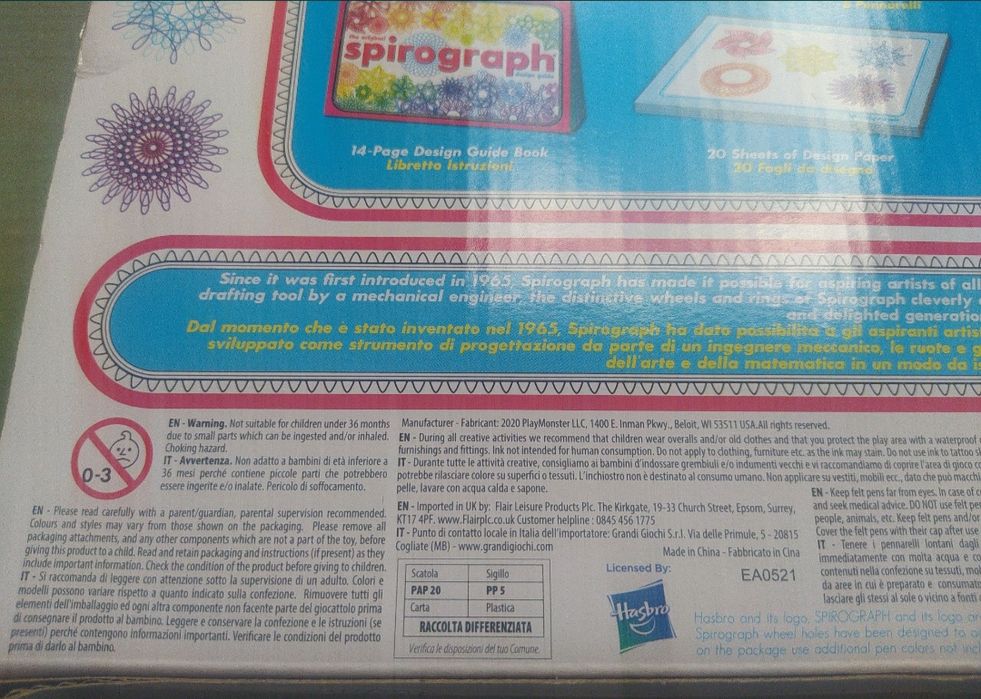 6 Pennarelli
the original
spirograph
design guide
14-Page Design Guide Book
Libretto Istruzioni
20 Sheets of Design Paper
20 Fogli da disegno
Since it was first introduced in 1965, Spirograph has made it possible for aspiring artists of all
drafting tool by a mechanical engineer, the distinctive wheels and rings of Spirograph cleverly
and delighted
Dal momento che è stato inventato nel 1965, Spirograph ha dato possibilità a gli aspiranti
sviluppato come strumento di progettazione da parte di un ingegnere meccanico, le ruote e
dell'arte e della matematica in un modo da
0-3
EN - Warning. Not suitable for children under 36 months
due to small parts which can be ingested and/or inhaled.
Choking hazard.
IT - Avvertenza. Non adatto a bambini di età inferiore a
36 mesi perché contiene piccole parti che potrebbero
essere ingerite e/o inalate. Pericolo di soffocamento.
EN - Please read carefully with a parent/guardian, parental supervision recommended.
Colours and styles may vary from those shown on the packaging. Please remove all
packaging attachments, and any other components which are not a part of the toy, before
giving this product to a child. Read and retain packaging and instructions (if present) as they
include important information. Check the condition of the product before giving to children.
IT - Si raccomanda di leggere con attenzione sotto la supervisione di un adulto. Colori e
modelli possono variare rispetto a quanto indicato sulla confezione. Rimuovere tutti gli
elementi dell'imballaggio ed ogni altra componente non facente parte del giocattolo prima
di consegnare il prodotto al bambino. Leggere e conservare la confezione e le istruzioni (se
presenti) perché contengono informazioni importanti. Verificare le condizioni del prodotto
prima di darlo al bambino.
Manufacturer - Fabricant: 2020 PlayMonster LLC, 1400 E. Inman Pkwy., Beloit, WI 53511 USA.All rights reserved.
EN - During all creative activities we recommend that children wear overalls and/or old clothes and that you protect the play area with a waterproof
furnishings and fittings. Ink not intended for human consumption. Do not apply to clothing, furniture etc. as the ink may stain. Do not use ink to tattoo
IT - Durante tutte le attività creative, consigliamo ai bambini d'indossare grembiuli e/o indumenti vecchi e vi raccomandiamo di coprire l'area di gioco
potrebbe rilasciare colore su superfici o tessuti. L'inchiostro non è destinato al consumo umano. Non applicare su vestiti, mobili ecc., dato che può
pelle, lavare con acqua calda e sapone.
EN - Imported in UK by: Flair Leisure Products Plc. The Kirkgate, 19-33 Church Street, Epsom, Surrey,
KT17 4PF. www.Flairplc.co.uk Customer helpline : 0845 456 1775
IT - Punto di contatto locale in Italia dell'importatore: Grandi Giochi S.r.l. Via delle Primule, 5 - 20815
Cogliate (MB) - www.grandigiochi.com
Made in China - Fabbricato in Cina
EN - Keep felt pens far from eyes. In case of
and seek medical advice. DO NOT use felt
people, animals, etc. Keep felt pens and/or
Cover the felt pens with their cap after use
IT - Tenere i pennarelli lontani dagli
immediatamente con molta acqua e
contenuti nella confezione su tessuti,
da aree in cui è preparato e
lasciare gli stessi al sole o vicino a fonti
Scatola Sigillo
PAP 20 PP 5
Carta Plastica
RACCOLTA DIFFERENZIATA
Verifica le disposizioni del tuo Comune.
Licensed By:
EA0521
Hasbro
Hasbro and its logo, SPIROGRAPH and its logo
Spirograph wheel holes have been designed to
on the package use additional pen colors not